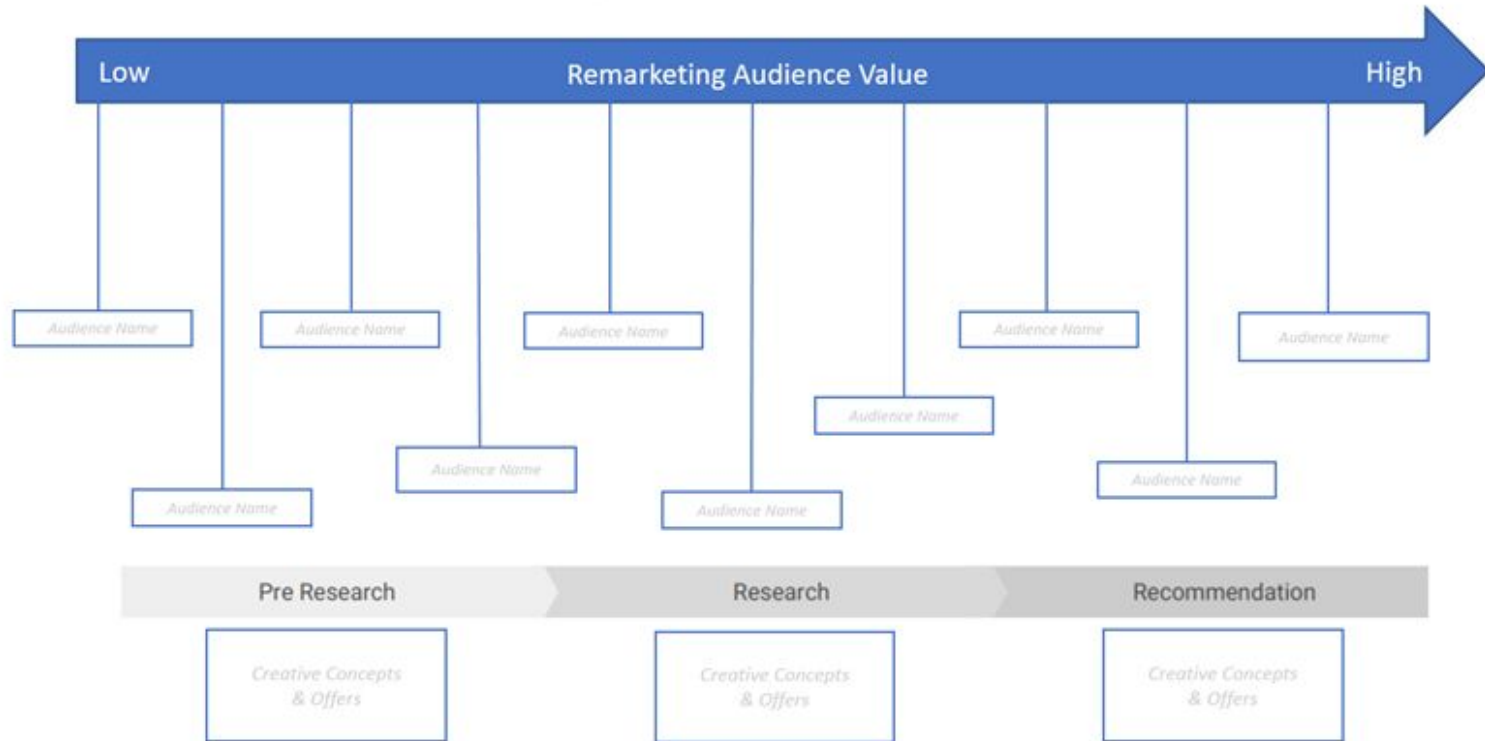 Low
Remarketing Audience Value
High
Audience Name
Audience Name
Audience Name
Audience Name
Audience Name
Audience Name
Audience Name
Audience Name
Audience Name
Audience Name
Pre Research
Research
Recommendation
Creative Concepts
& Offers
Creative Concepts
& Offers
Creative Concepts
& Offers